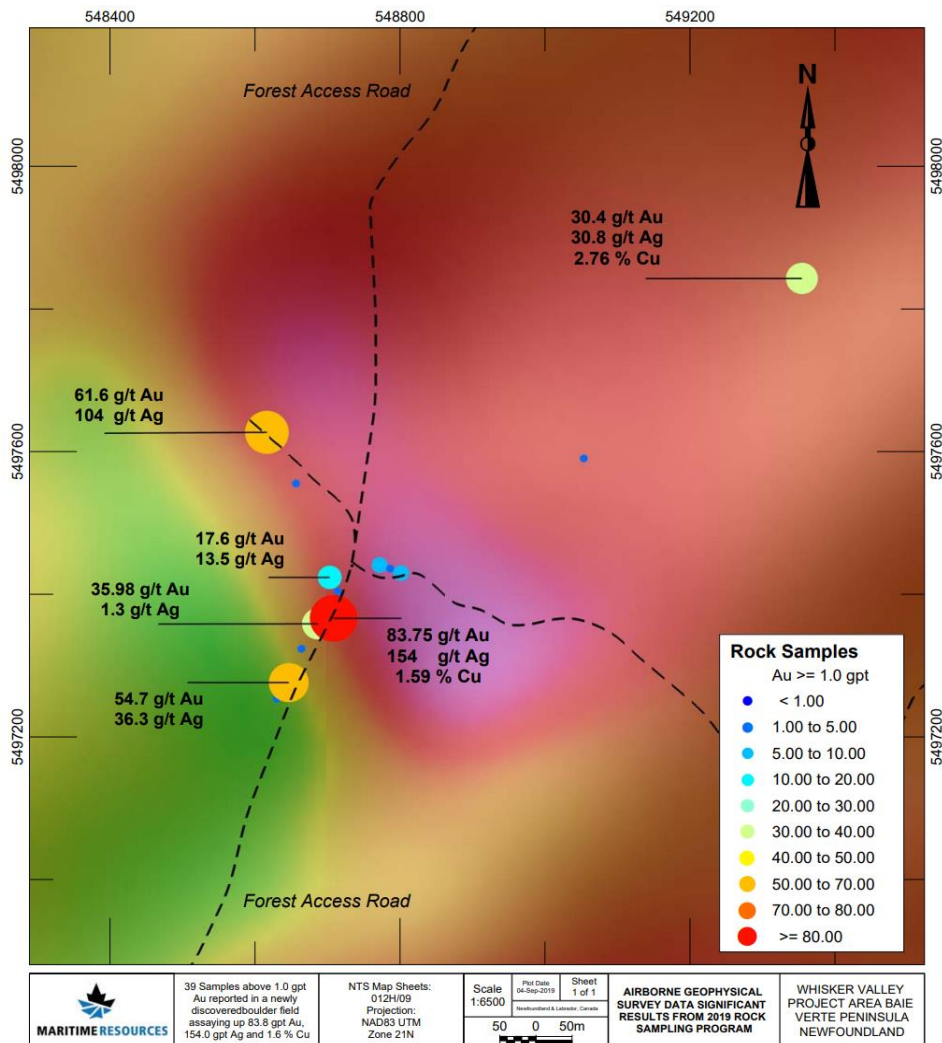 548400
548800
549200
Forest Access Road
N
5498000
5498000
30.4 g/t Au
30.8 g/t Ag
2.76 % Cu
61.6 g/t Au
104 g/t Ag
5497600
5497600
17.6 g/t Au
13.5 g/t Ag
35.98 g/t Au
1.3 g/t Ag
83.75 g/t Au
154 g/t Ag
1.59 % Cu
54.7 g/t Au
36.3 g/t Ag
5497200
5497200
Forest Access Road
Rock Samples
Au >= 1.0 gpt
< 1.00
1.00 to 5.00
5.00 to 10.00
10.00 to 20.00
20.00 to 30.00
30.00 to 40.00
40.00 to 50.00
50.00 to 70.00
70.00 to 80.00
>= 80.00
MARITIMERESOURCES
39 Samples above 1.0 gpt
Au reported in a newly
discoveredboulder field
assaying up 83.8 gpt Au,
154.0 gpt Ag and 1.6 % Cu
NTS Map Sheets:
012H/09
Projection:
NAD83 UTM
Zone 21N
Scale
1:6500
Plot Date
04-Sep-2019
Sheet
1 of 1
Newfoundland & Labrador, Canada
50 0 50m
AIRBORNE GEOPHYSICAL
SURVEY DATA SIGNIFICANT
RESULTS FROM 2019 ROCK
SAMPLING PROGRAM
WHISKER VALLEY
PROJECT AREA BAIE
VERTE PENINSULA
NEWFOUNDLAND